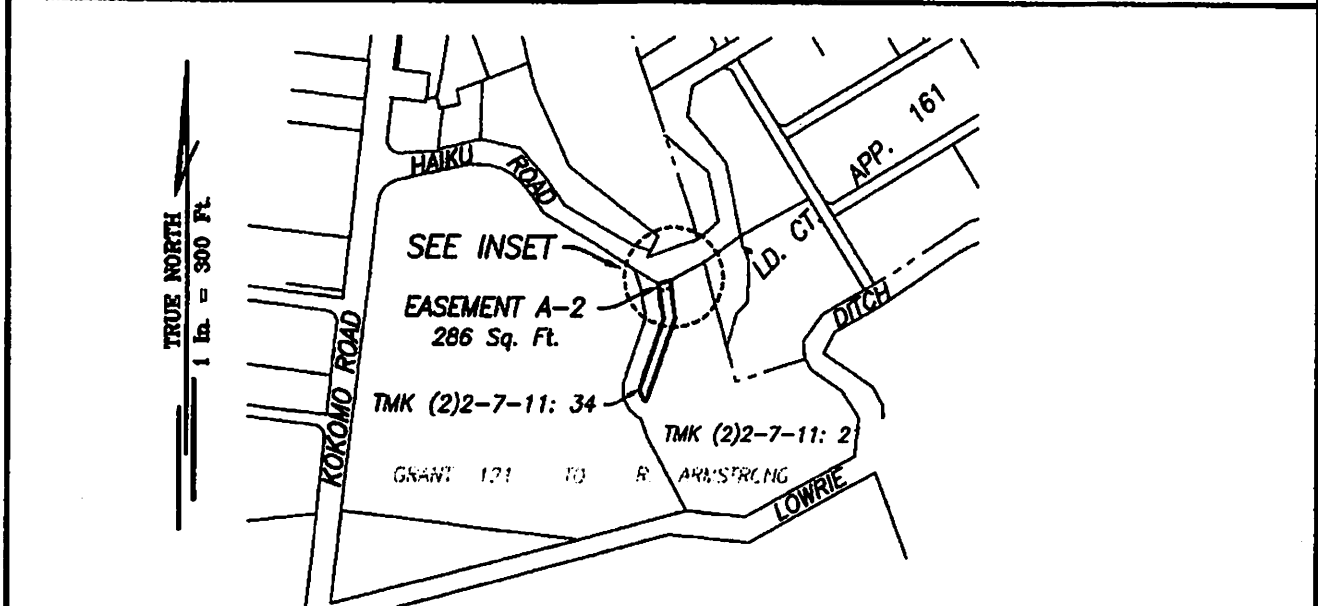 HAIKU ROAD
APP. 161
LD. CT.
SEE INSET
EASEMENT A-2
286 Sq. Ft.
DITCH
TRUE NORTH
1 in. = 300 Ft.
KOKOMO ROAD
TMK (2)2-7-11: 34
TMK (2)2-7-11: 2
GRANT TO R. ARMSTRONG
LOWRIE